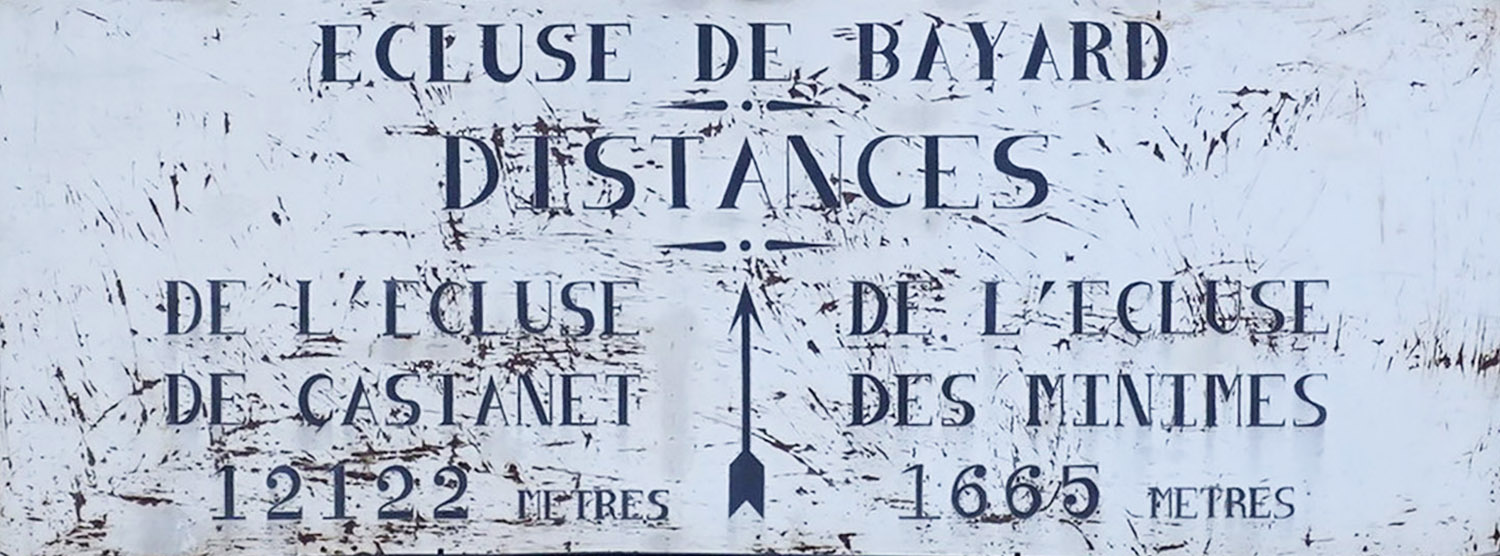 ECLUSE DE BAYARD
DISTANCES
DE L'ECLUSE
DE CASTANET
12122 METRES
DE L'ECLUSE
DES MINIMES
1665 METRES